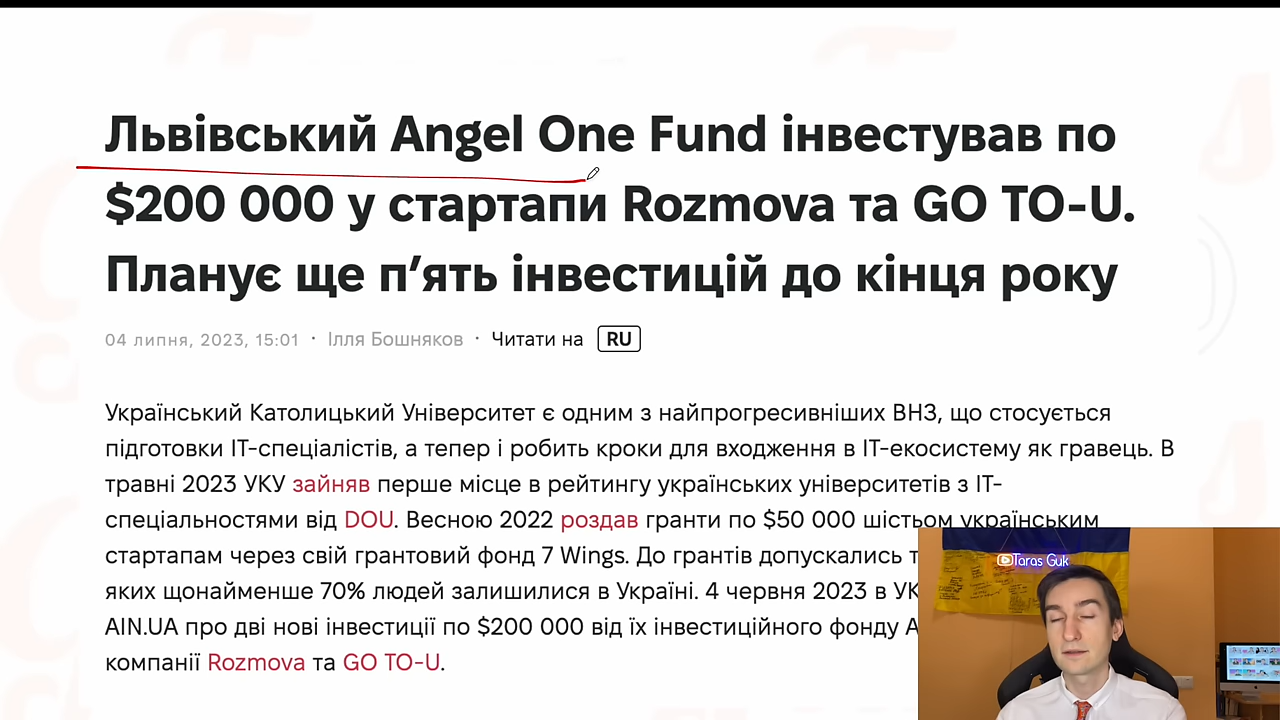 Львівський Angel One Fund інвестував по
$200 000 у стартапи Rozmova та GO TO-U.
Планує ще п’ять інвестицій до кінця року
04 липня, 2023, 15:01 · Ілля Бошняков · Читати на RU
Український Католицький Університет є одним з найпрогресивніших ВНЗ, що стосується
підготовки IT-спеціалістів, а тепер і робить кроки для входження в IT-екосистему як гравець. В
травні 2023 УКУ зайняв перше місце в рейтингу українських університетів з IT-
спеціальностями від DOU. Весною 2022 роздав гранти по $50 000 шістьом українським
стартапам через свій грантовий фонд 7 Wings. До грантів допускались
яких щонайменше 70% людей залишилися в Україні. 4 червня 2023 в
AIN.UA про дві нові інвестиції по $200 000 від їх інвестиційного фонду
компанії Rozmova та GO TO-U.
Taras Guk